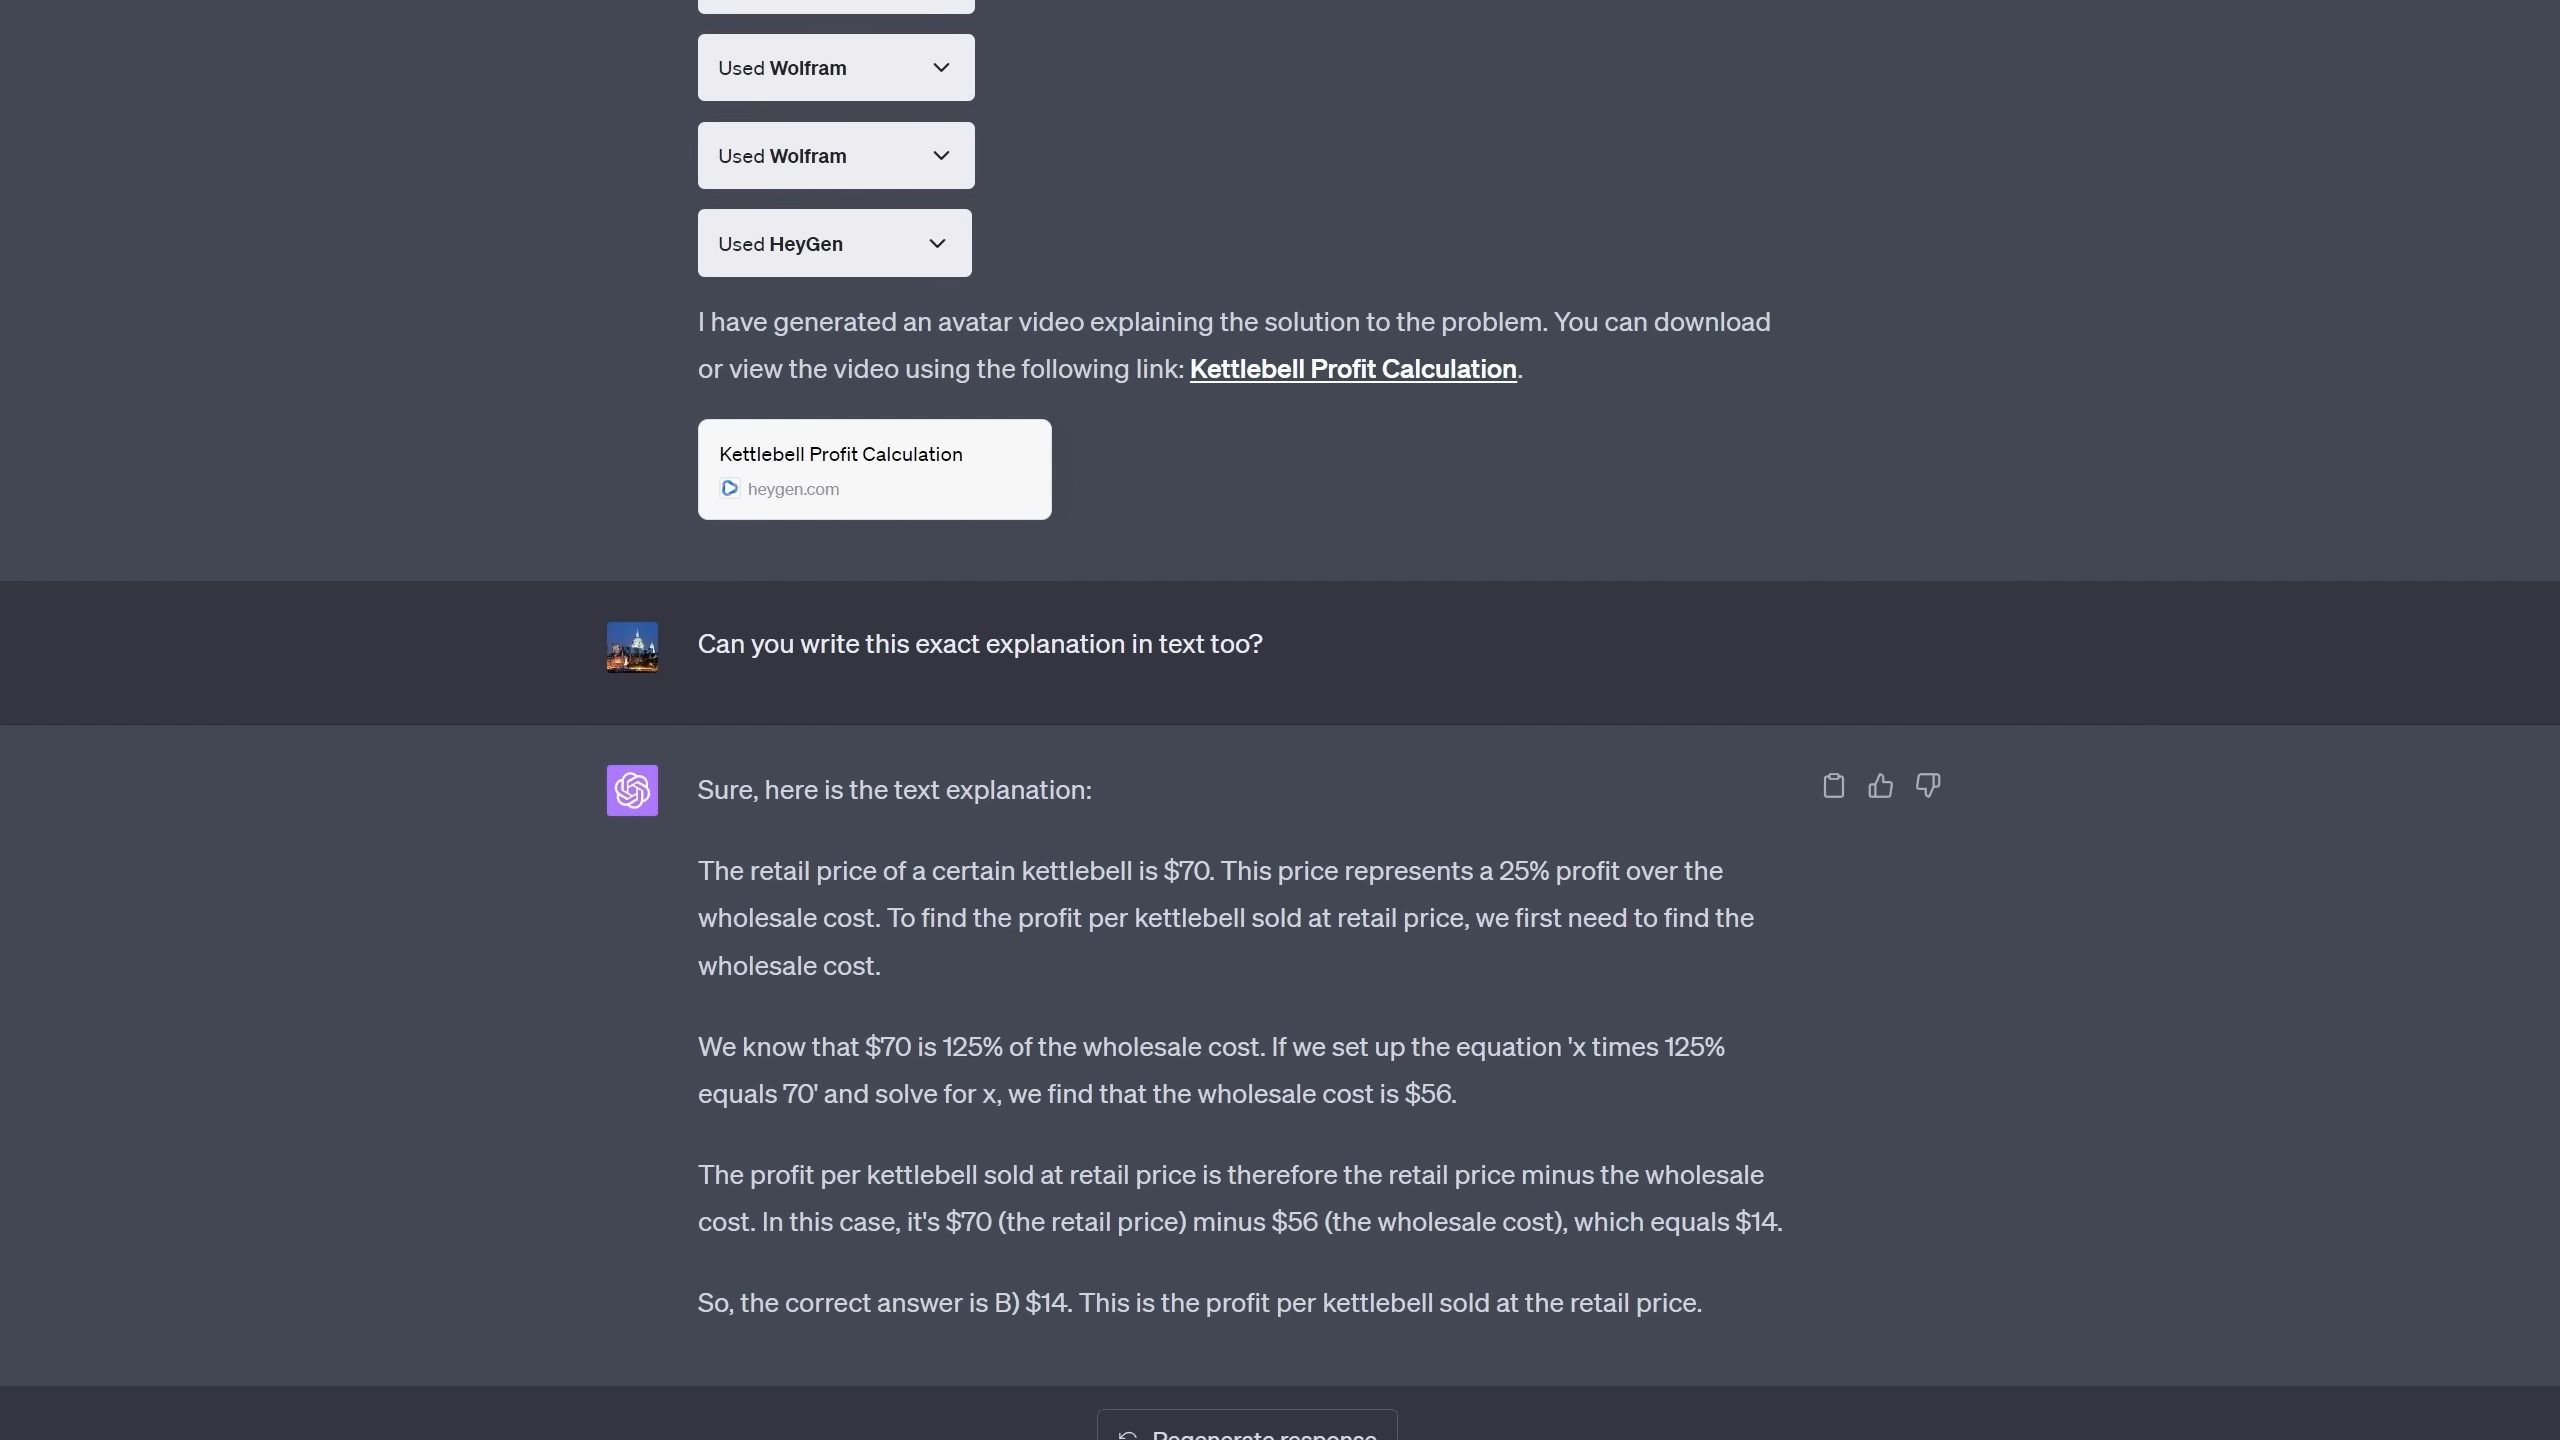 Used Wolfram
Used Wolfram
Used HeyGen
I have generated an avatar video explaining the solution to the problem. You can download
or view the video using the following link: Kettlebell Profit Calculation.
Kettlebell Profit Calculation
heygen.com
Can you write this exact explanation in text too?
Sure, here is the text explanation:
The retail price of a certain kettlebell is $70. This price represents a 25% profit over the
wholesale cost. To find the profit per kettlebell sold at retail price, we first need to find the
wholesale cost.
We know that $70 is 125% of the wholesale cost. If we set up the equation 'x times 125%
equals 70' and solve for x, we find that the wholesale cost is $56.
The profit per kettlebell sold at retail price is therefore the retail price minus the wholesale
cost. In this case, it's $70 (the retail price) minus $56 (the wholesale cost), which equals $14.
So, the correct answer is B) $14. This is the profit per kettlebell sold at the retail price.
Regenerate response